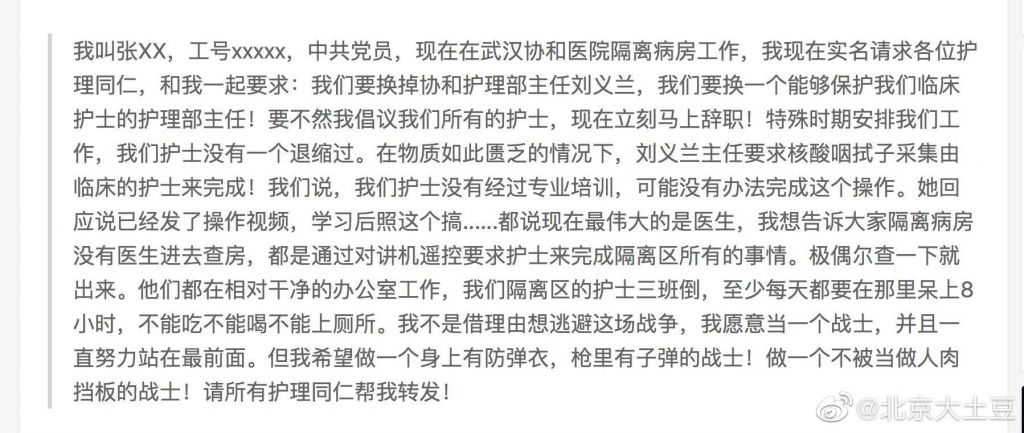 我叫张XX，工号xxxxx，中共党员，现在在武汉协和医院隔离病房工作，我现在实名请求各位护
理同仁，和我一起要求：我们要换掉协和护理部主任刘义兰，我们要换一个能够保护我们临床
护士的护理部主任！要不然我倡议我们所有的护士，现在立刻马上辞职！特殊时期安排我们工
作，我们护士没有一个退缩过。在物质如此匮乏的情况下，刘义兰主任要求核酸咽拭子采集由
临床的护士来完成！我们说，我们护士没有经过专业培训，可能没有办法完成这个操作。她回
应说已经发了操作视频，学习后照这个搞......都说现在最伟大的是医生，我想告诉大家隔离病房
没有医生进去查房，都是通过对讲机遥控要求护士来完成隔离区所有的事情。极偶尔查一下就
出来。他们都在相对干净的办公室工作，我们隔离区的护士三班倒，至少每天都要在那里呆上8
小时，不能吃不能喝不能上厕所。我不是借理由想逃避这场战争，我愿意当一个战士，并且一
直努力站在最前面。但我希望做一个身上有防弹衣，枪里有子弹的战士！做一个不被当做人肉
挡板的战士！请所有护理同仁帮我转发！
@北京大土豆